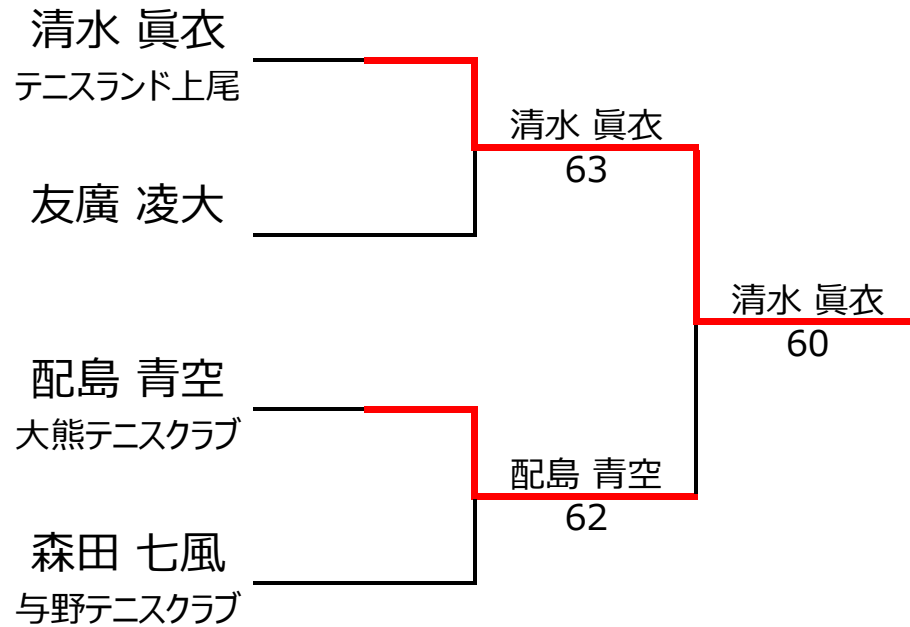 清水 眞衣
テニスランド上尾
友廣 凌大
配島 青空
大熊テニスクラブ
森田 七風
与野テニスクラブ
清水 眞衣
63
配島 青空
62
清水 眞衣
60